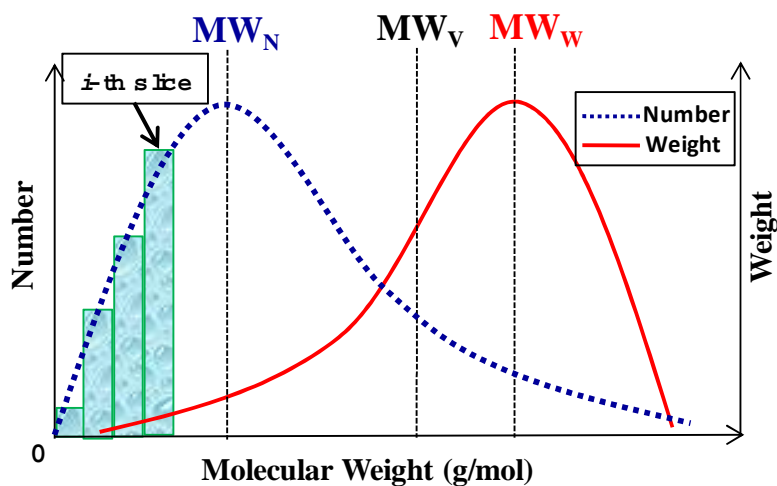 MW_N MW_V MW_W
i-th slice
Number
Weight
Number
Weight
0
Molecular Weight (g/mol)